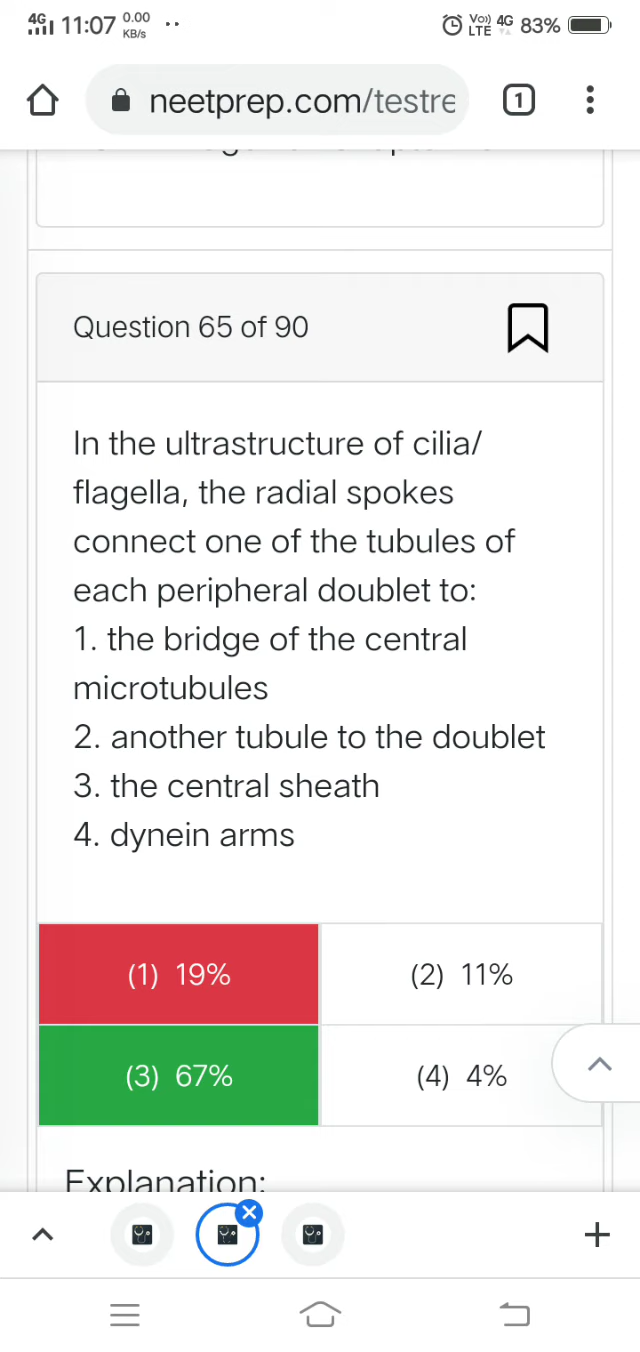 4G 11:07 0.00 KB/s Vo)) LTE 4G 83%
neetprep.com/testre 1
Question 65 of 90
In the ultrastructure of cilia/
flagella, the radial spokes
connect one of the tubules of
each peripheral doublet to:
1. the bridge of the central
microtubules
2. another tubule to the doublet
3. the central sheath
4. dynein arms
(1) 19% (2) 11%
(3) 67% (4) 4%
Explanation: